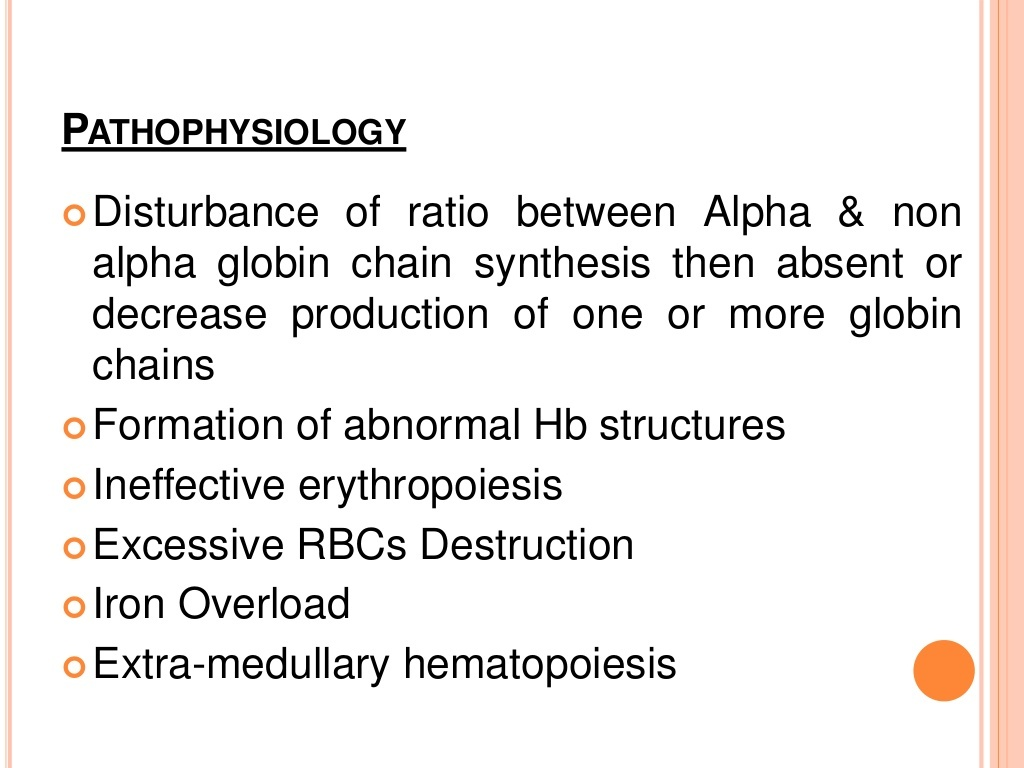 PATHOPHYSIOLOGY
Disturbance of ratio between Alpha & non
alpha globin chain synthesis then absent or
decrease production of one or more globin
chains
Formation of abnormal Hb structures
Ineffective erythropoiesis
Excessive RBCs Destruction
Iron Overload
Extra-medullary hematopoiesis